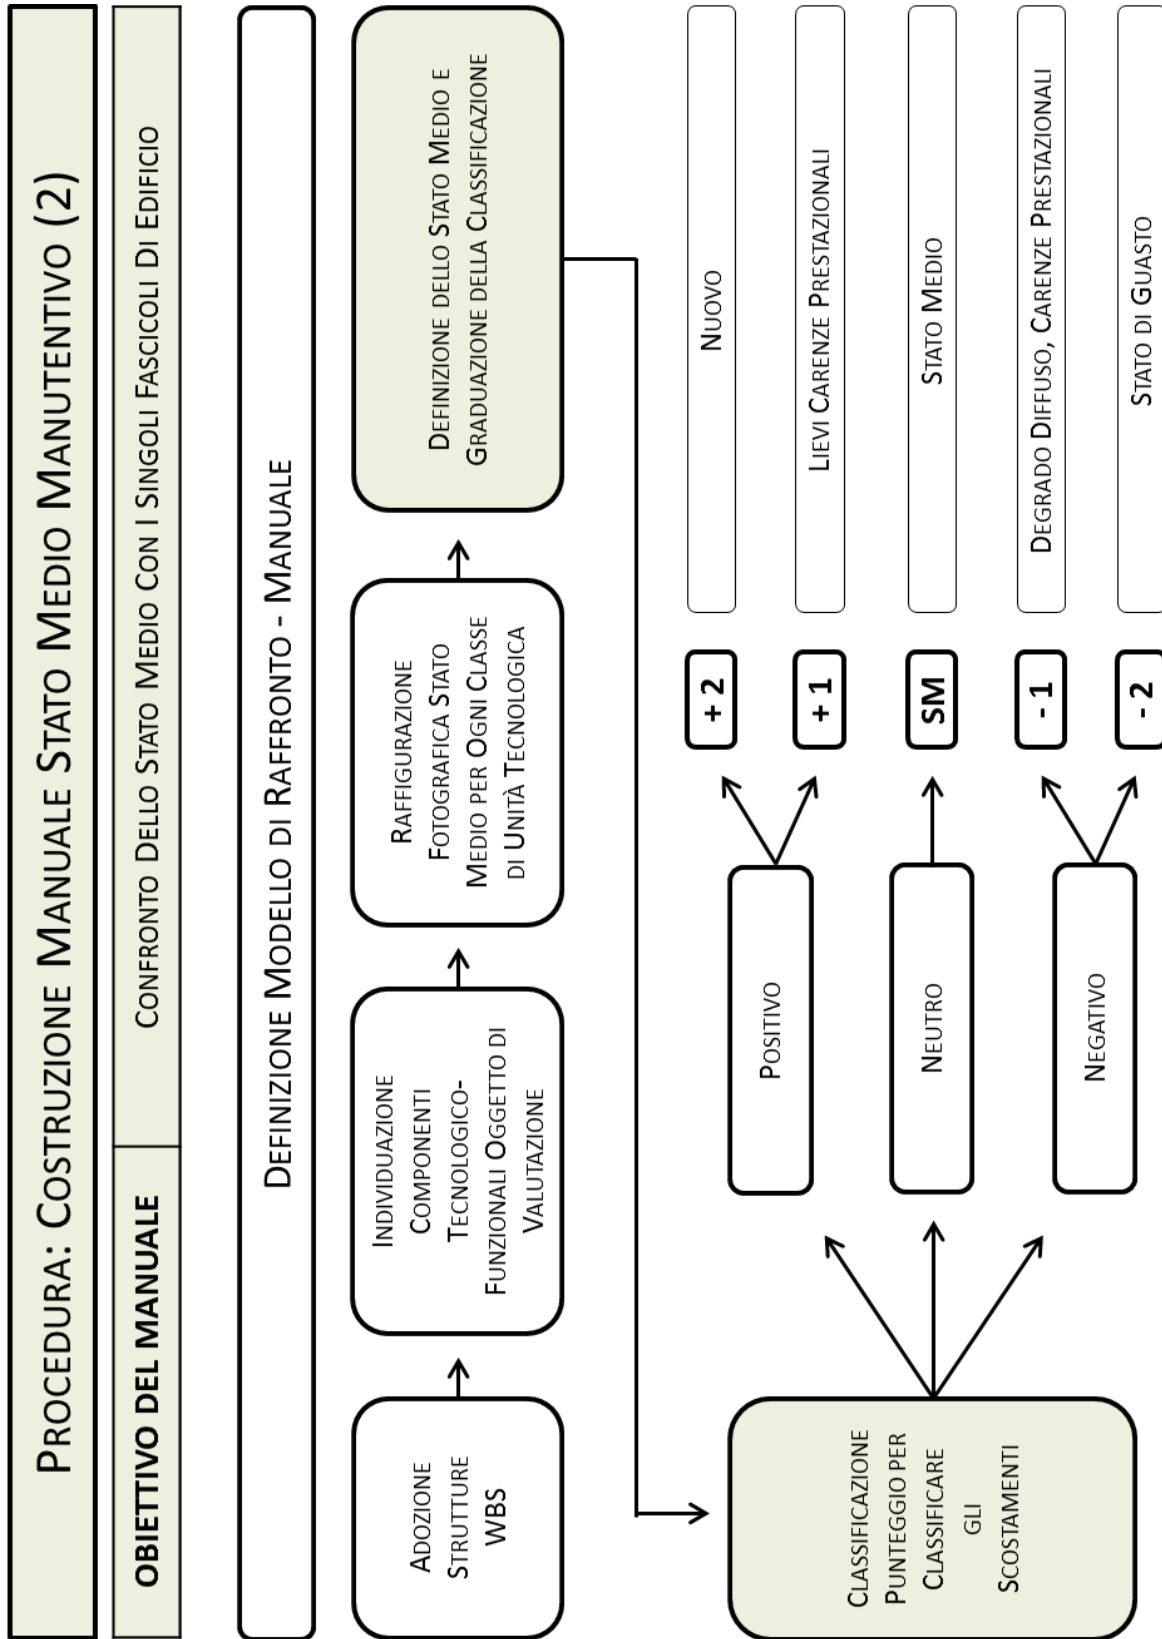 Procedura: Costruzione Manuale Stato Medio Manutentivo (2)
OBIETTIVO DEL MANUALE
Confronto Dello Stato Medio Con I Singoli Fascicoli Di Edificio
Definizione Modello di Raffronto - Manuale
Adozione
Strutture
WBS
Individuazione
Componenti
Tecnologico-
Funzionali Oggetto di
Valutazione
Raffigurazione
Fotografica Stato
Medio per Ogni Classe
di Unità Tecnologica
Definizione dello Stato Medio e
Graduazione della Classificazione
Classificazione
Punteggio per
Classificare
gli
Scostamenti
Positivo
Neutro
Negativo
+ 2
Nuovo
+ 1
Lievi Carenze Prestazionali
SM
Stato Medio
- 1
Degrado Diffuso, Carenze Prestazionali
- 2
Stato di Guasto